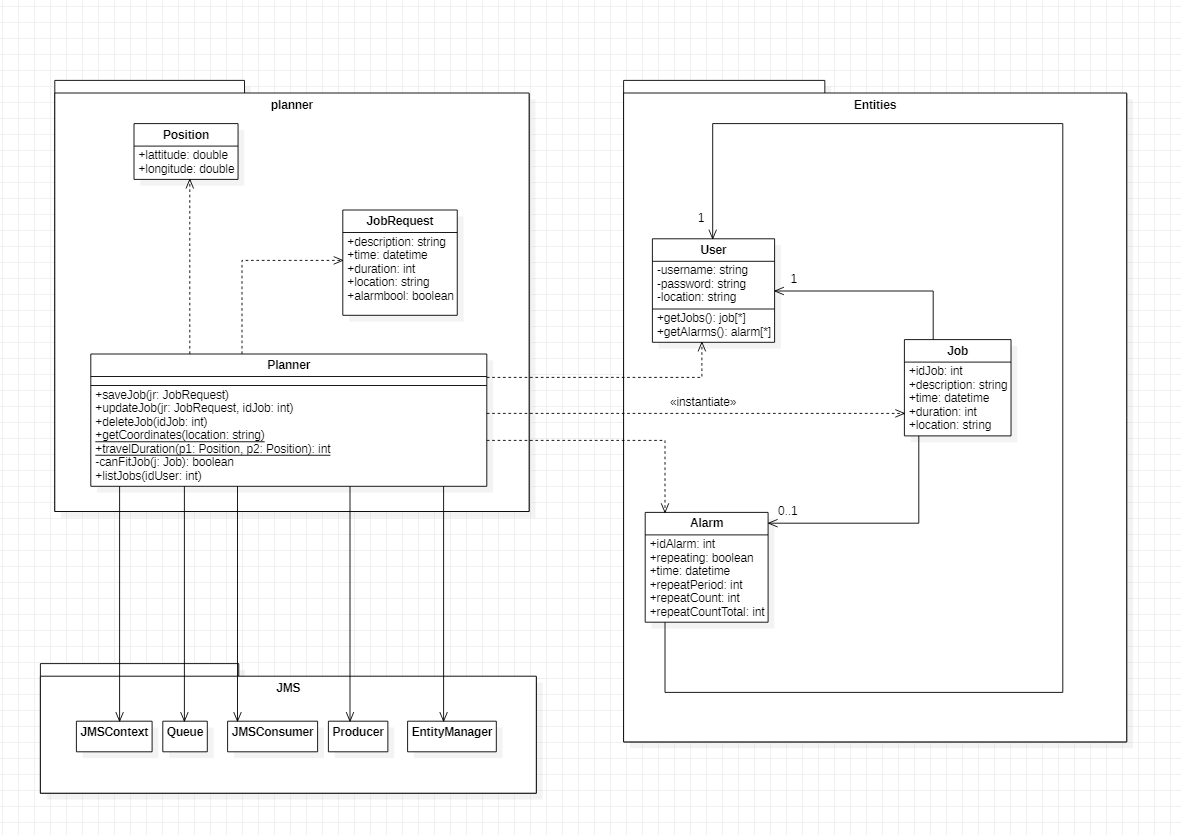 planner
Position
+lattitude: double
+longitude: double
JobRequest
+description: string
+time: datetime
+duration: int
+location: string
+alarmbool: boolean
Planner
+saveJob(jr: JobRequest)
+updateJob(jr: JobRequest, idJob: int)
+deleteJob(idJob: int)
+getCoordinates(location: string)
+travelDuration(p1: Position, p2: Position): int
-canFitJob(j: Job): boolean
+listJobs(idUser: int)
JMS
JMSContext
Queue
JMSConsumer
Producer
EntityManager
Entities
1
User
-username: string
-password: string
-location: string
+getJobs(): job[*]
+getAlarms(): alarm[*]
1
Job
+idJob: int
+description: string
+time: datetime
+duration: int
+location: string
«instantiate»
0..1
Alarm
+idAlarm: int
+repeating: boolean
+time: datetime
+repeatPeriod: int
+repeatCount: int
+repeatCountTotal: int